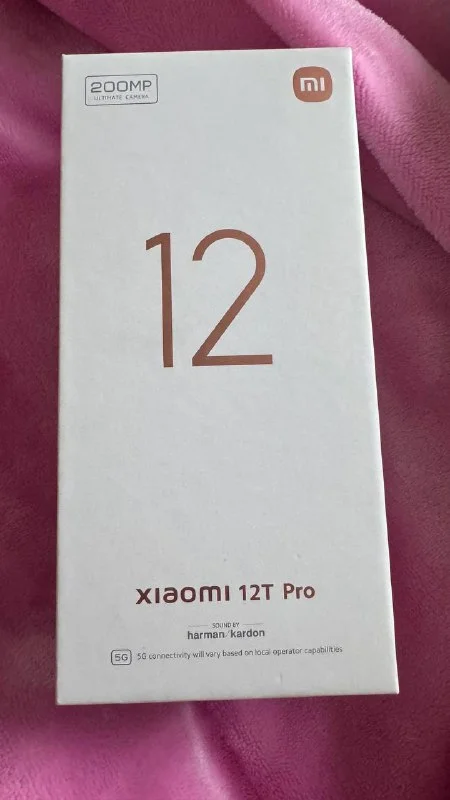 200MP
ULTIMATE CAMERA
mi
12
xiaomi 12T Pro
SOUND BY
harman/kardon
5G 5G connectivity will vary based on local operator capabilities